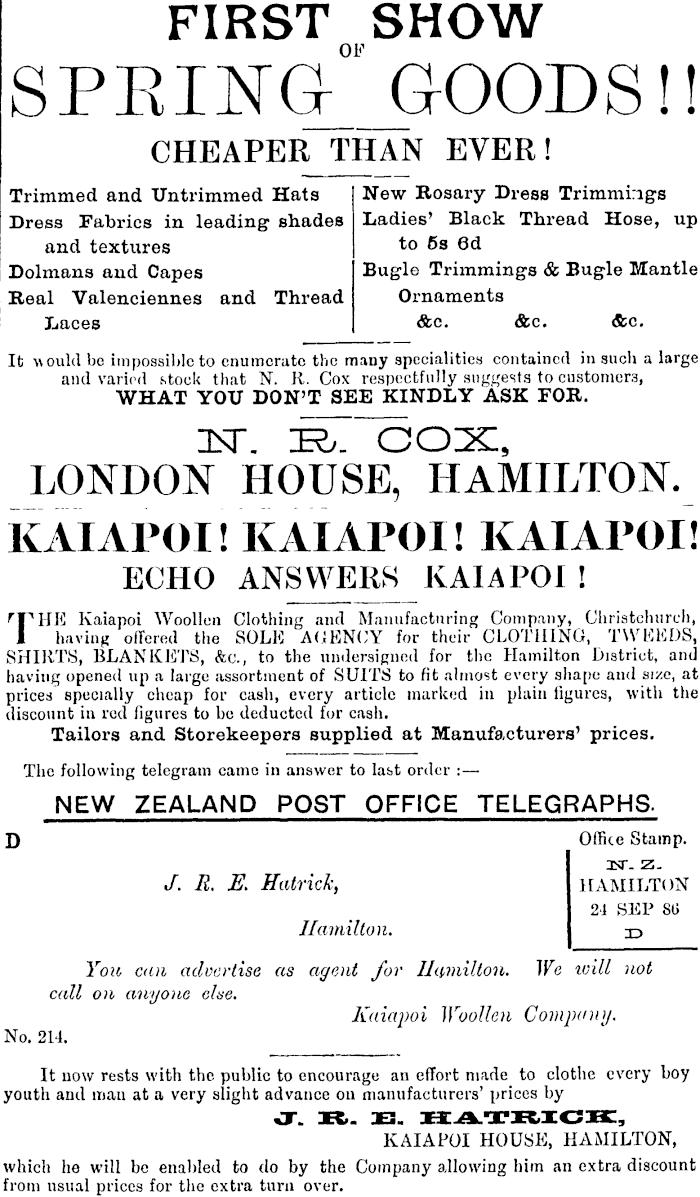 FIRST SHOW
OF
SPRING GOODS!!
CHEAPER THAN EVER!
Trimmed and Untrimmed Hats
Dress Fabrics in leading shades
and textures
Dolmans and Capes
Real Valenciennes and Thread
Laces
New Rosary Dress Trimmings
Ladies' Black Thread Hose, up
to 5s 6d
Bugle Trimmings & Bugle Mantle
Ornaments
&c. &c. &c.
It would be impossible to enumerate the many specialities contained in such a large
and varied stock that N. R. Cox respectfully suggests to customers,
WHAT YOU DON'T SEE KINDLY ASK FOR.
N. R. COX,
LONDON HOUSE, HAMILTON.
KAIAPOI! KAIAPOI! KAIAPOI!
ECHO ANSWERS KAIAPOI!
THE Kaiapoi Woollen Clothing and Manufacturing Company, Christchurch,
having offered the SOLE AGENCY for their CLOTHING, TWEEDS,
SHIRTS, BLANKETS, &c., to the undersigned for the Hamilton District, and
having opened up a large assortment of SUITS to fit almost every shape and size, at
prices specially cheap for cash, every article marked in plain figures, with the
discount in red figures to be deducted for cash.
Tailors and Storekeepers supplied at Manufacturers' prices.
The following telegram came in answer to last order :—
NEW ZEALAND POST OFFICE TELEGRAPHS.
D
Office Stamp.
N. Z.
HAMILTON
24 SEP 86
D
J. R. E. Hatrick,
Hamilton.
You can advertise as agent for Hamilton. We will not
call on anyone else.
Kaiapoi Woollen Company.
No. 214.
It now rests with the public to encourage an effort made to clothe every boy
youth and man at a very slight advance on manufacturers' prices by
J. R. E. HATRICK,
KAIAPOI HOUSE, HAMILTON,
which he will be enabled to do by the Company allowing him an extra discount
from usual prices for the extra turn over.